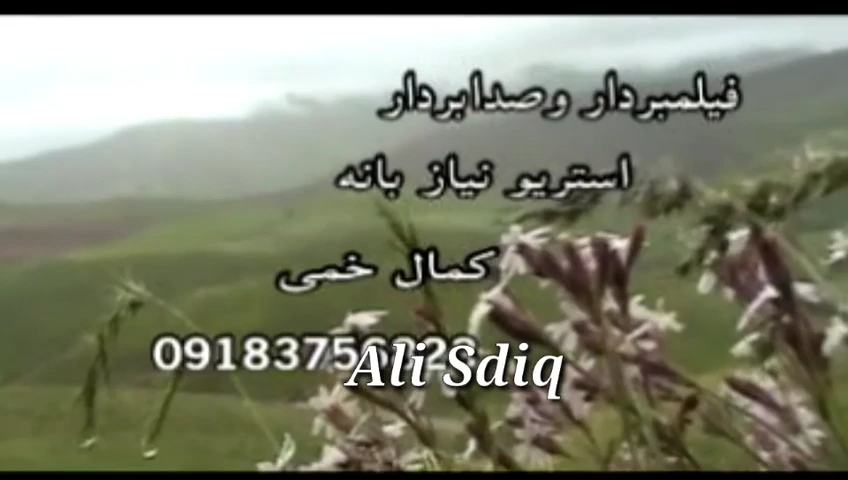 فیلمبردار وصدابردار
استریو نیاز بانه
کمال خمی
Ali Sdiq